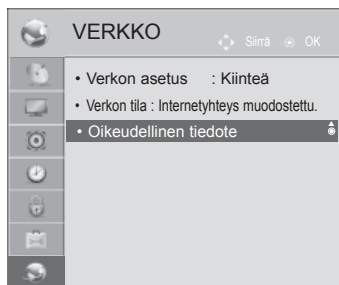 VERKKO
Siirrä OK
• Verkon asetus : Kiinteä
• Verkon tila : Internetyhteys muodostettu.
• Oikeudellinen tiedote